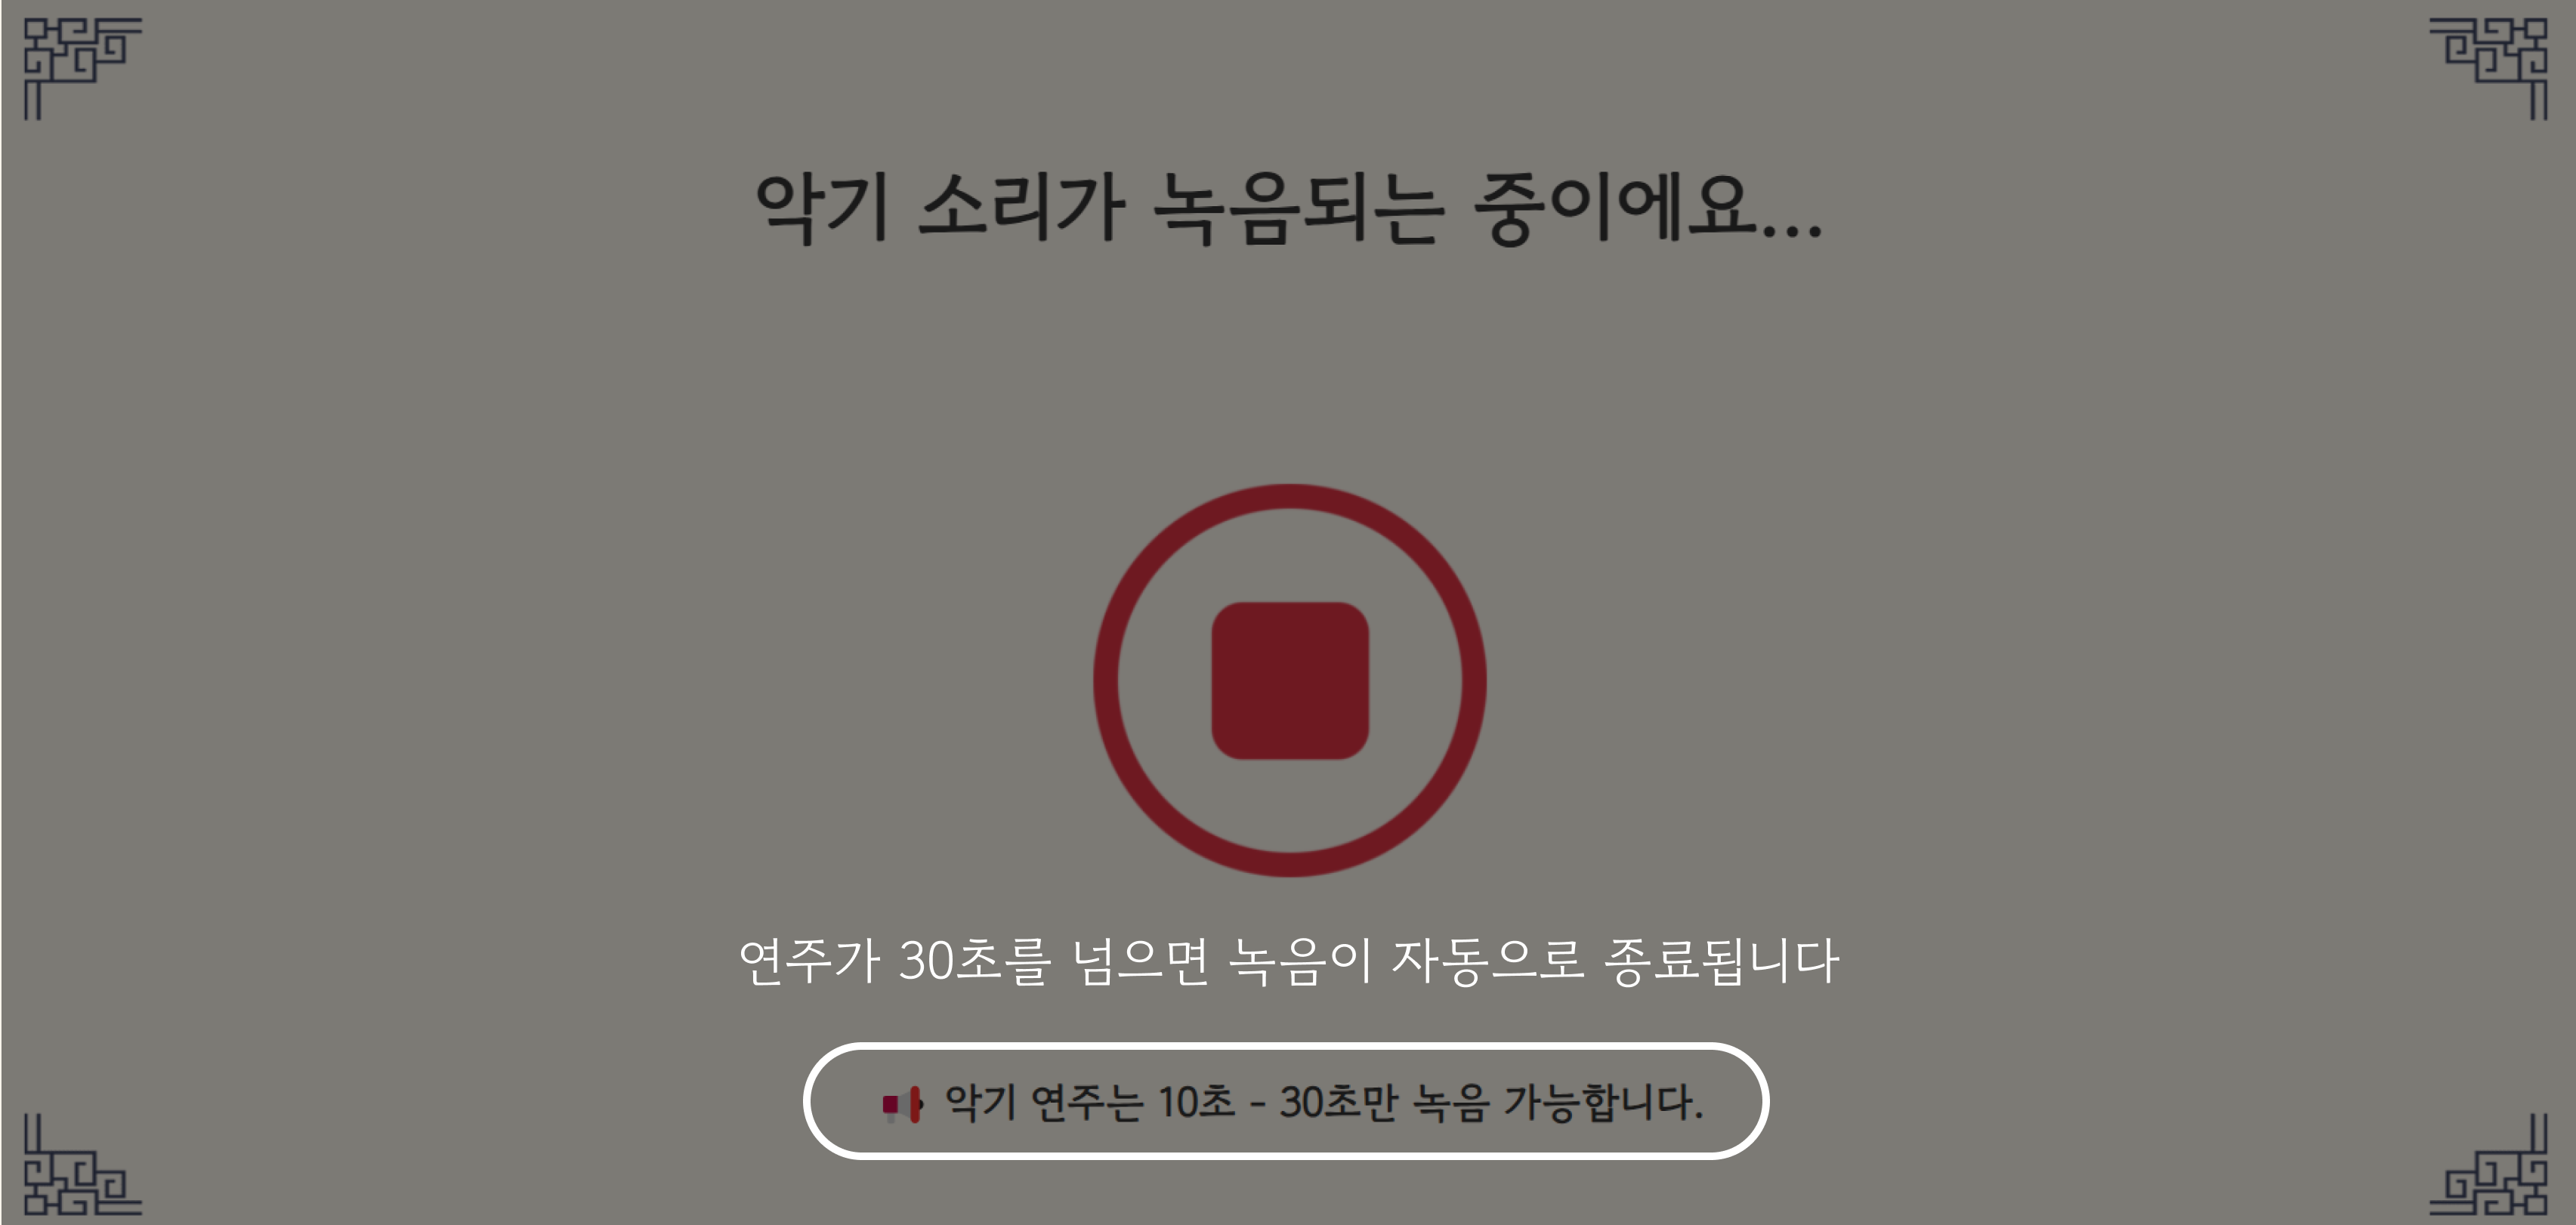 악기 소리가 녹음되는 중이에요...
연주가 30초를 넘으면 녹음이 자동으로 종료됩니다
악기 연주는 10초 - 30초만 녹음 가능합니다.